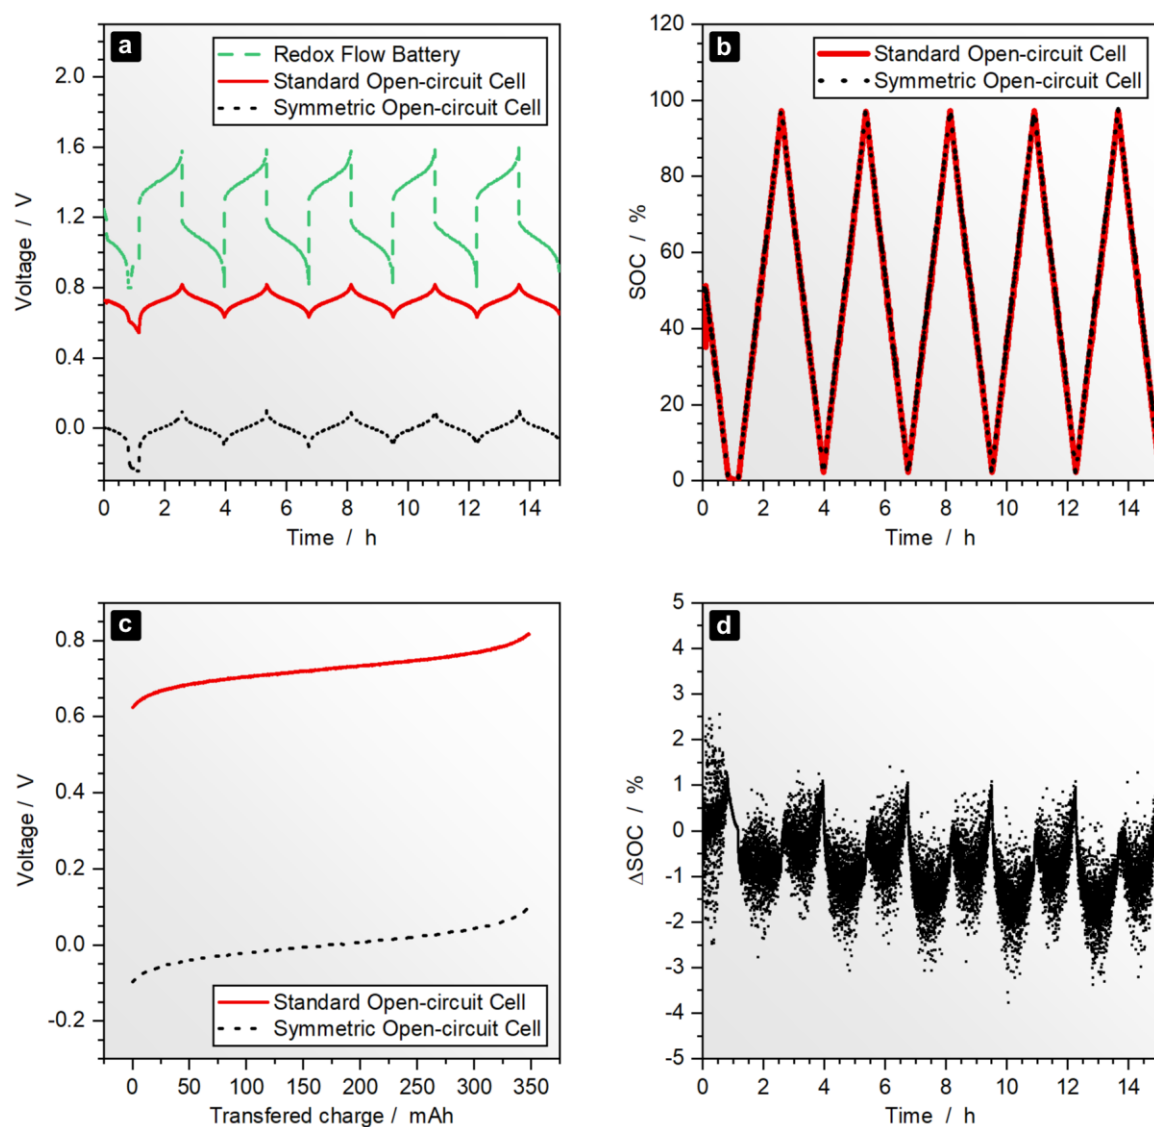 a
Redox Flow Battery
Standard Open-circuit Cell
Symmetric Open-circuit Cell
2.0
1.6
1.2
0.8
0.4
0.0
Voltage / V
0 2 4 6 8 10 12 14
Time / h
b
Standard Open-circuit Cell
Symmetric Open-circuit Cell
120
100
80
60
40
20
0
SOC / %
0 2 4 6 8 10 12 14
Time / h
c
0.8
0.6
0.4
0.2
0.0
-0.2
Voltage / V
Standard Open-circuit Cell
Symmetric Open-circuit Cell
0 50 100 150 200 250 300 350
Transfered charge / mAh
d
5
4
3
2
1
0
-1
-2
-3
-4
-5
ΔSOC / %
0 2 4 6 8 10 12 14
Time / h